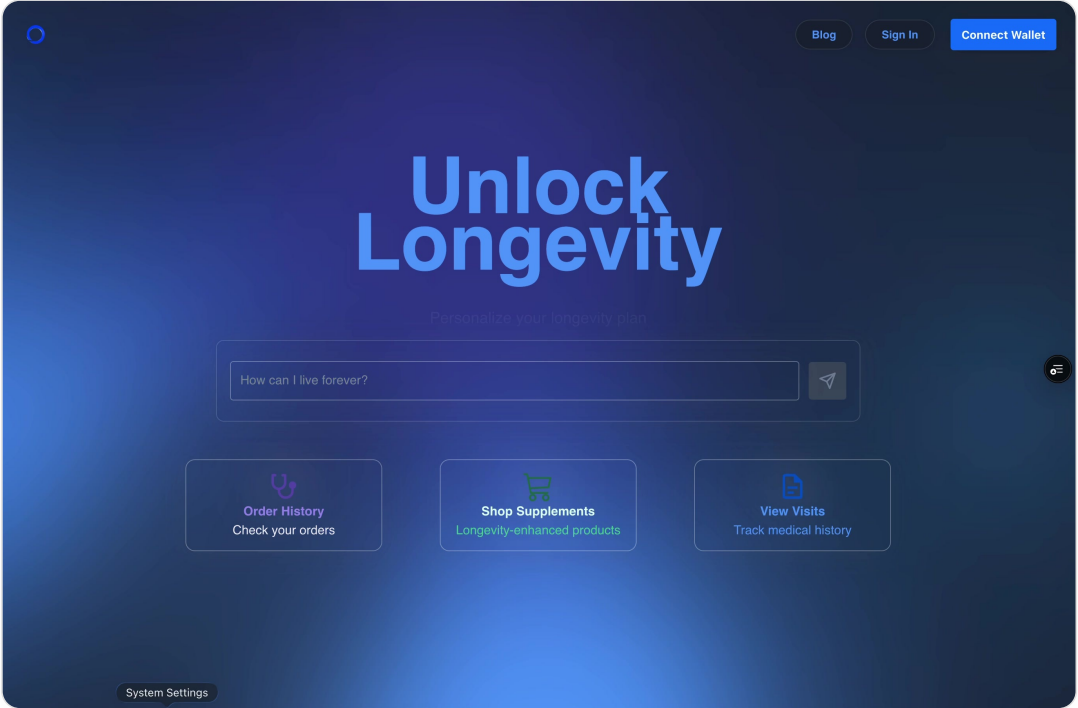 Blog
Sign In
Connect Wallet
Unlock
Longevity
Personalize your longevity plan
How can I live forever?
Order History
Check your orders
Shop Supplements
Longevity-enhanced products
View Visits
Track medical history
System Settings